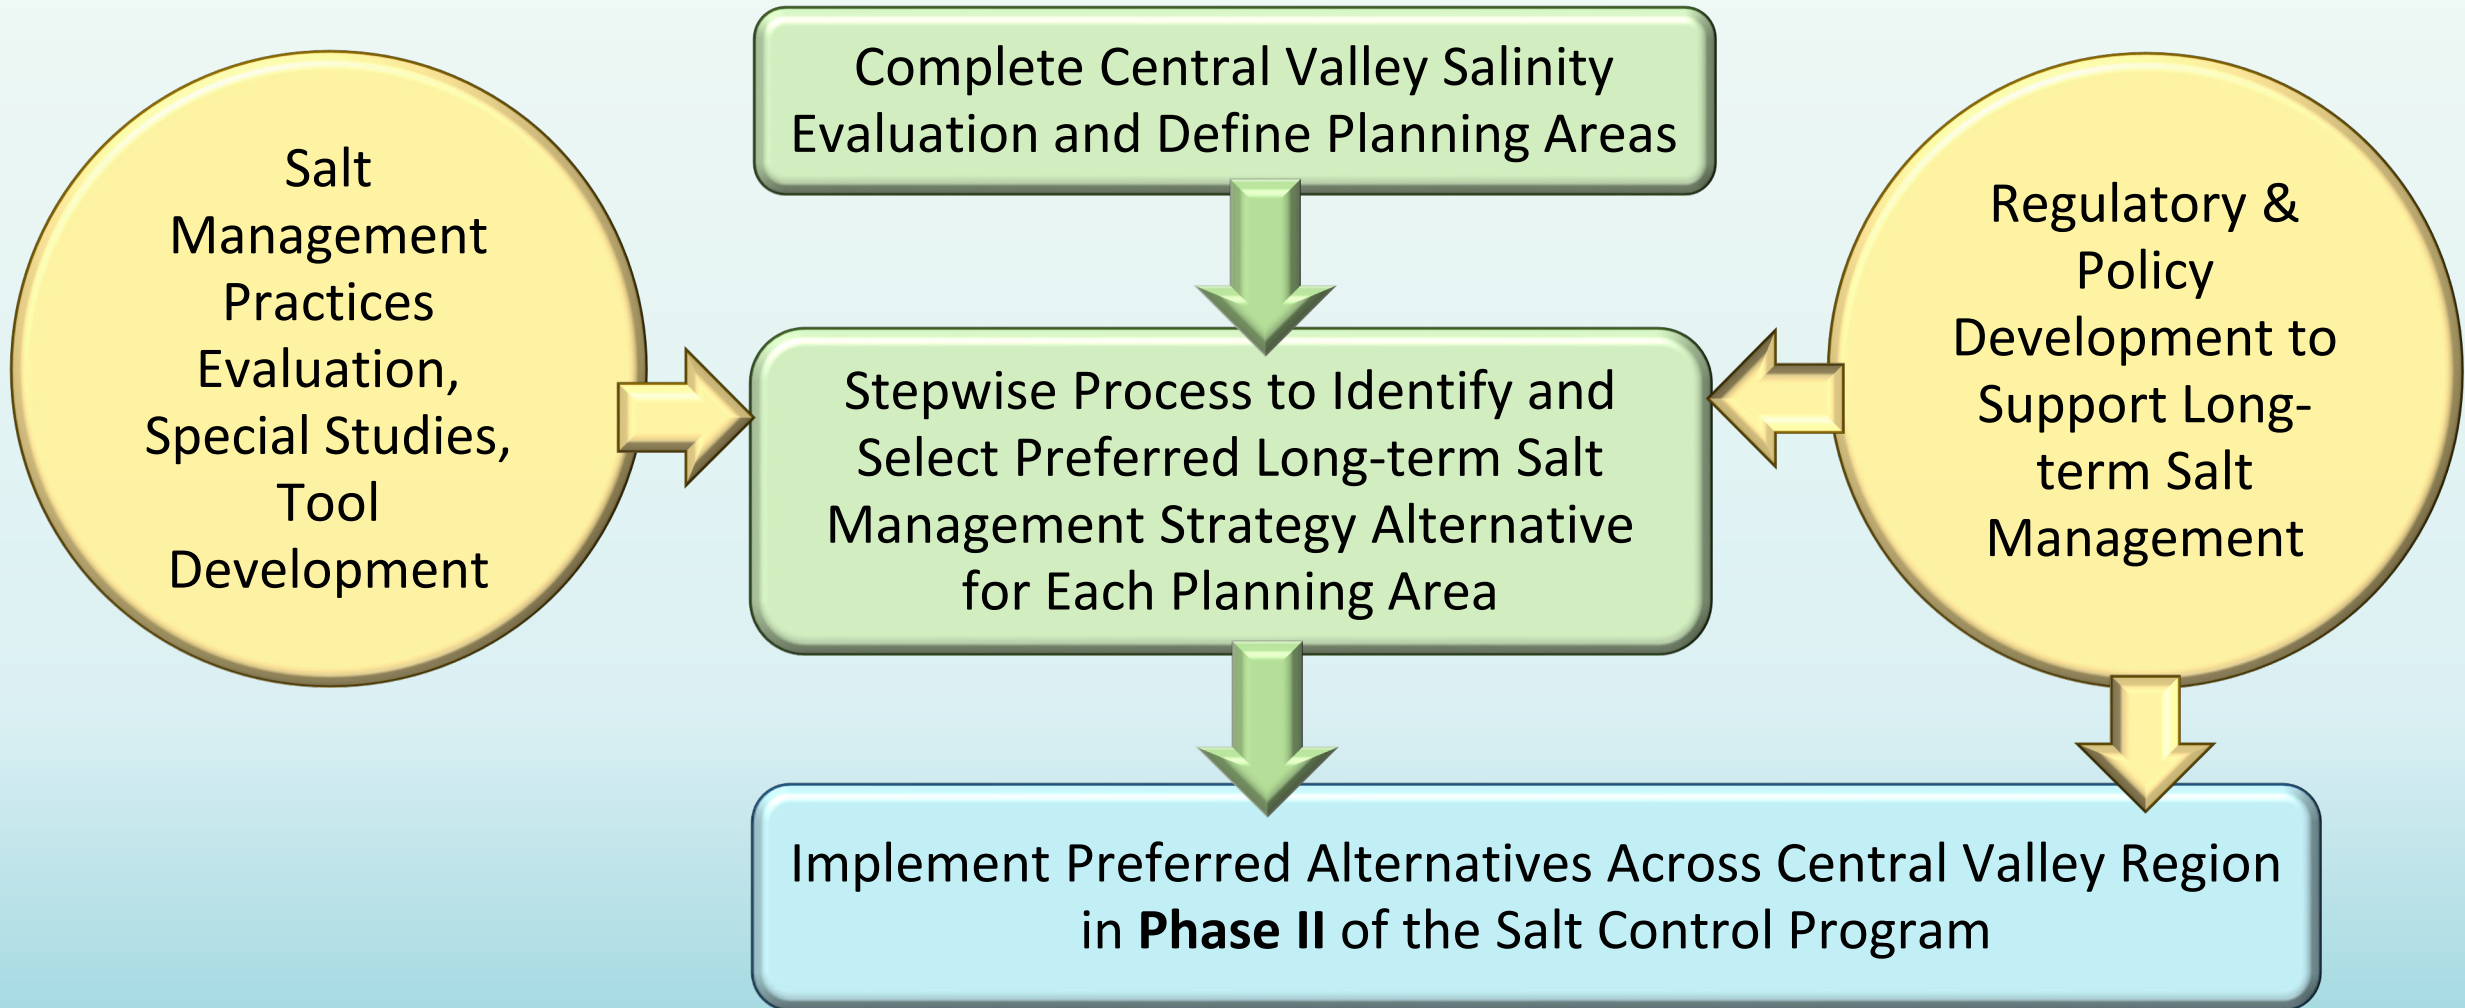 Complete Central Valley Salinity
Evaluation and Define Planning Areas
Salt
Management
Practices
Evaluation,
Special Studies,
Tool
Development
Stepwise Process to Identify and
Select Preferred Long-term Salt
Management Strategy Alternative
for Each Planning Area
Regulatory &
Policy
Development to
Support Long-
term Salt
Management
Implement Preferred Alternatives Across Central Valley Region
in Phase II of the Salt Control Program